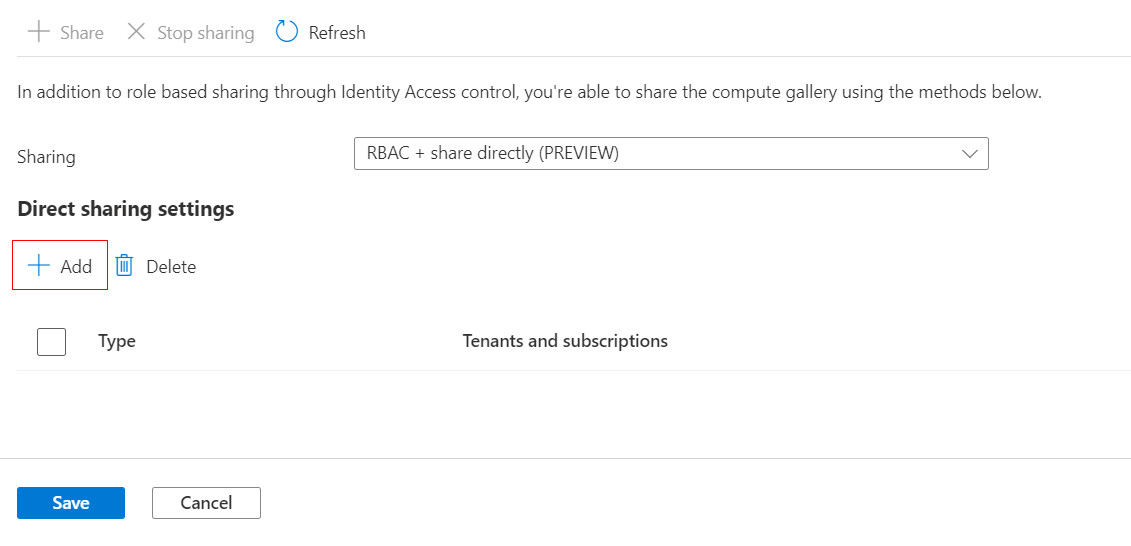 Share Stop sharing Refresh
In addition to role based sharing through Identity Access control, you're able to share the compute gallery using the methods below.
Sharing RBAC + share directly (PREVIEW)
Direct sharing settings
Add Delete
Type Tenants and subscriptions
Save Cancel